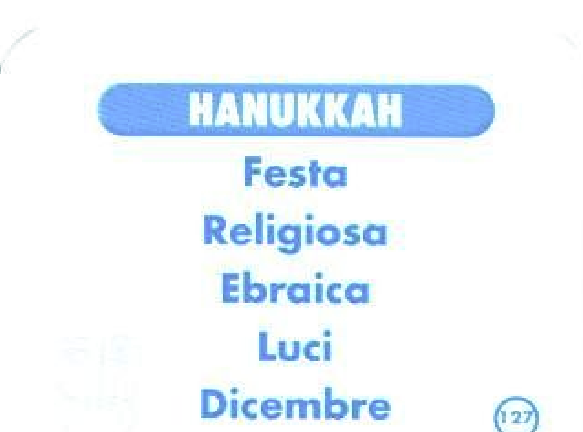 HANUKKAH
Festa
Religiosa
Ebraica
Luci
Dicembre
127